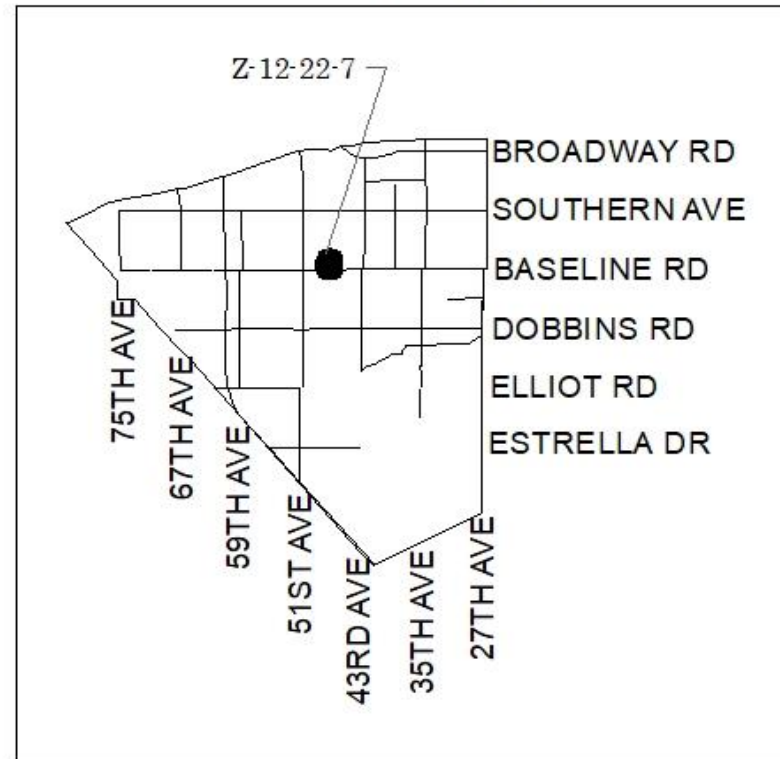 Z-12-22-7
BROADWAY RD
SOUTHERN AVE
BASELINE RD
DOBBINS RD
ELLIOT RD
ESTRELLA DR
75TH AVE
67TH AVE
59TH AVE
51ST AVE
43RD AVE
35TH AVE
27TH AVE